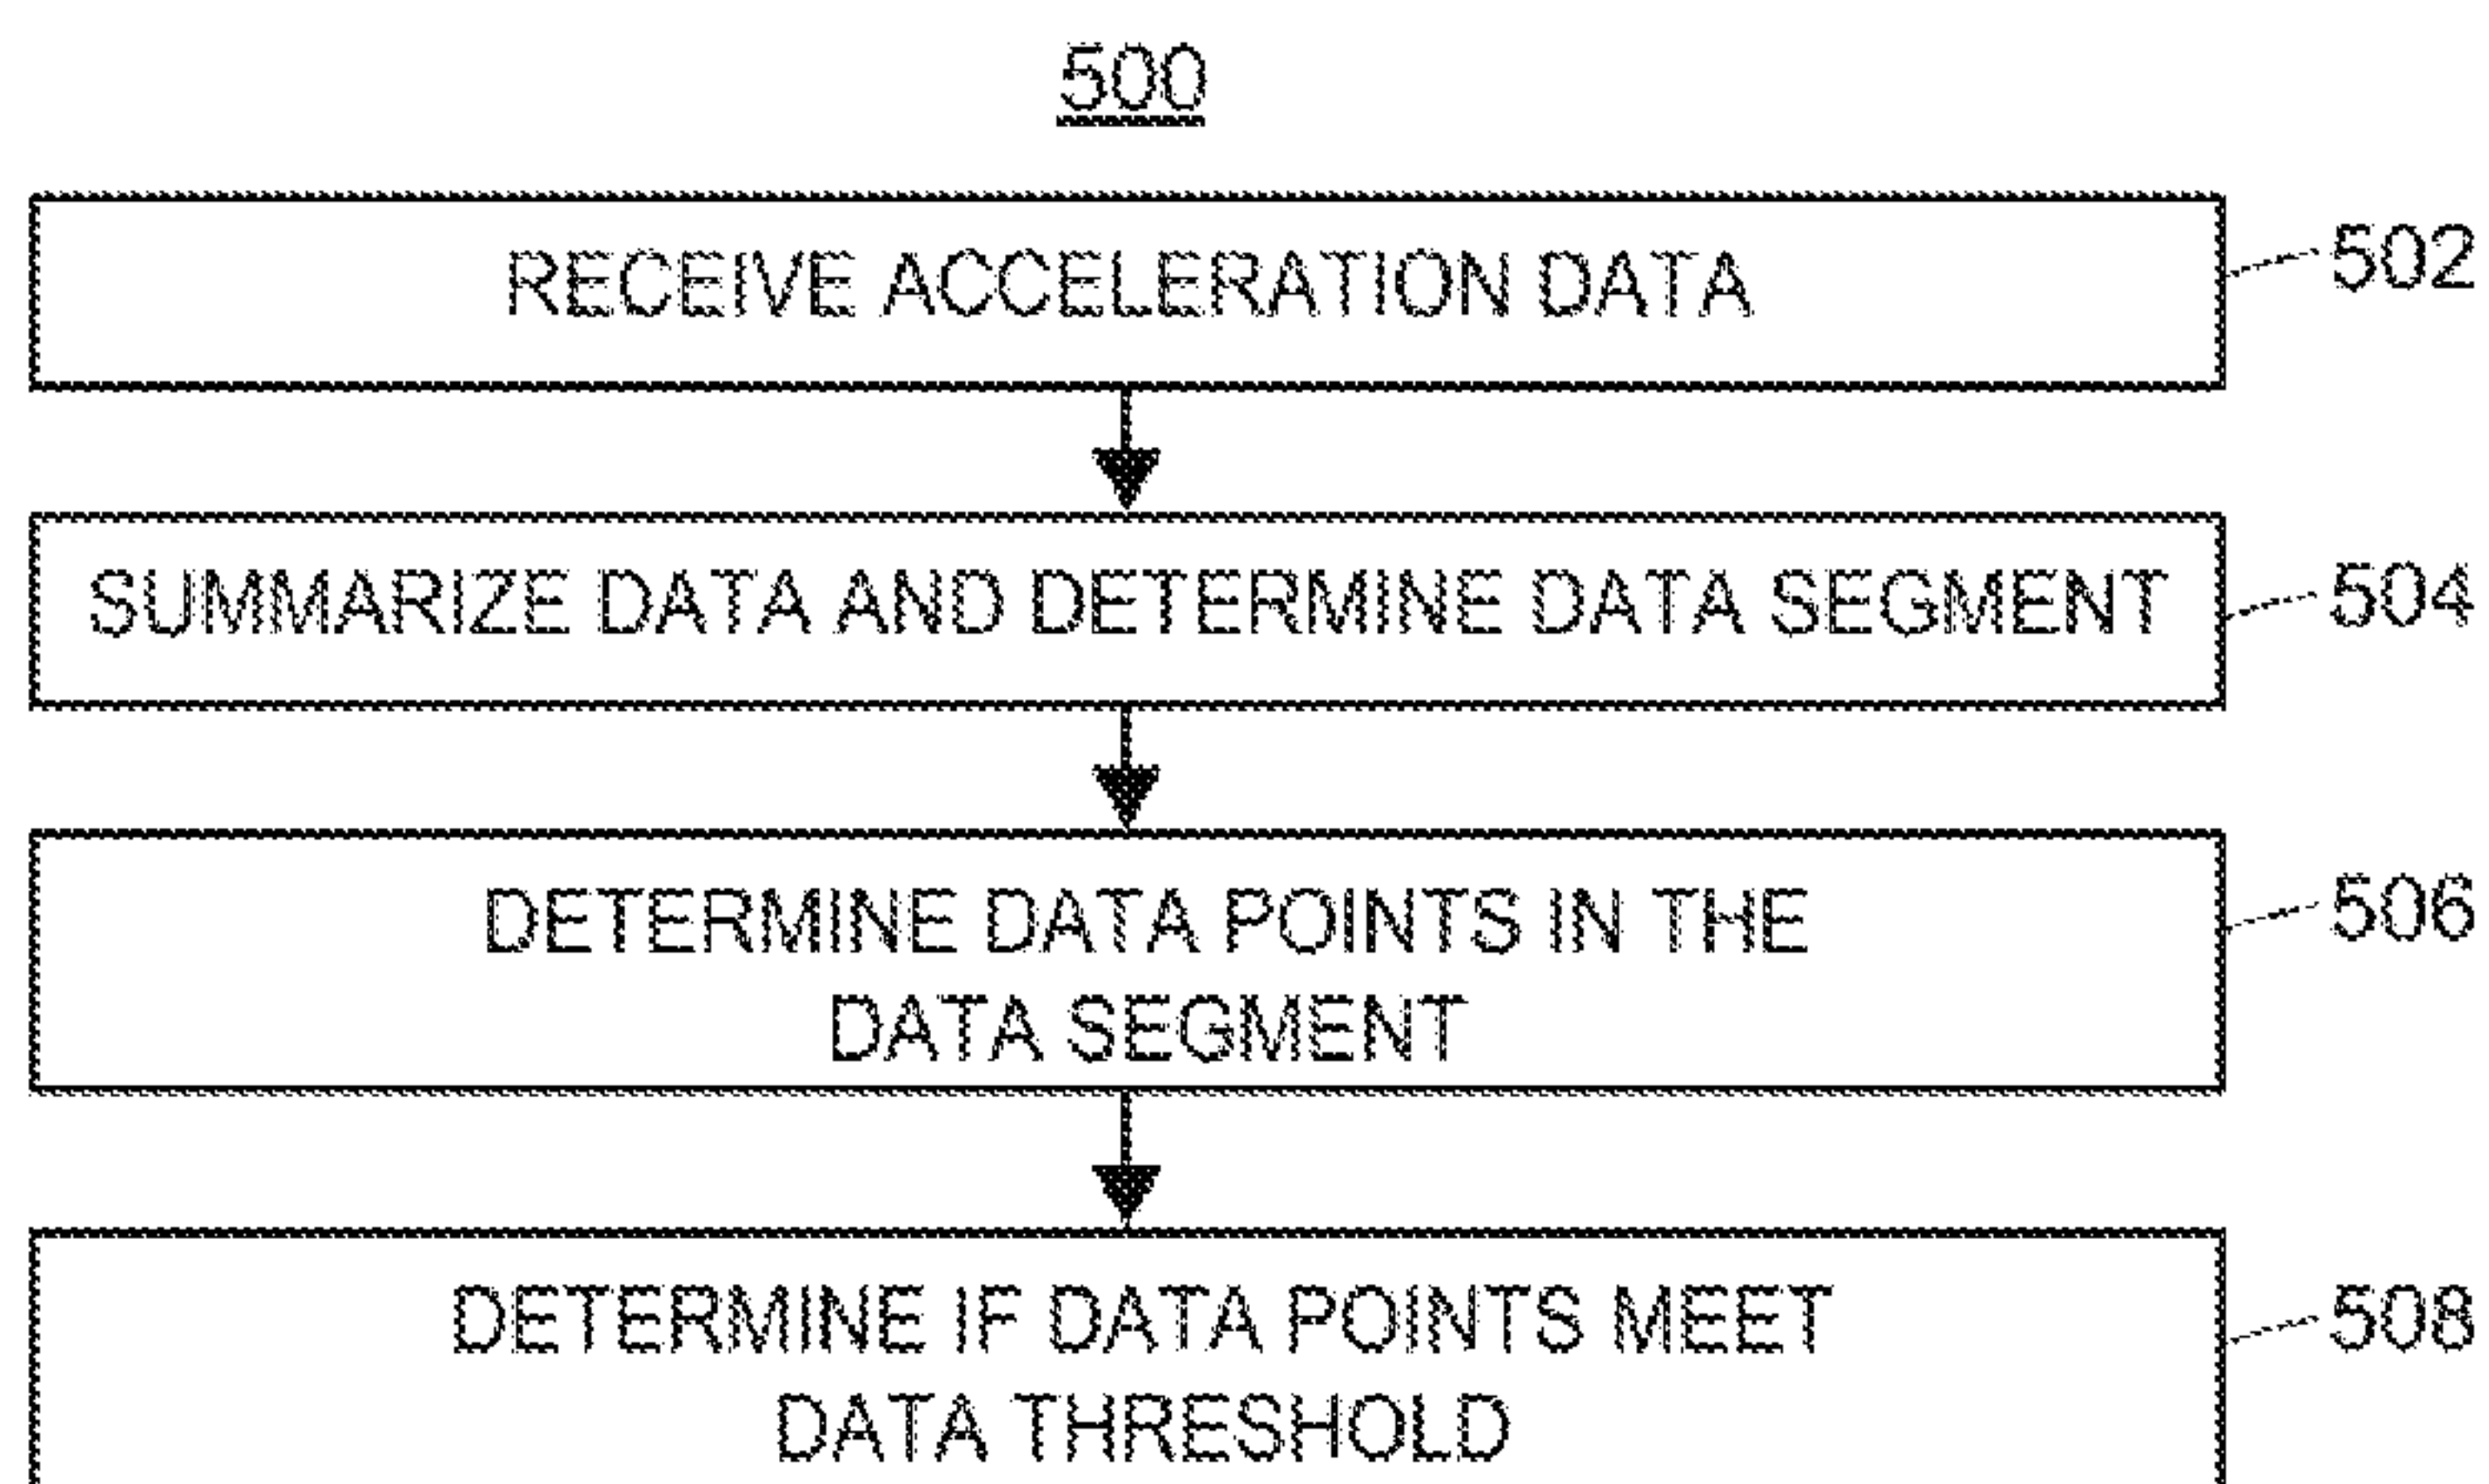 500
RECEIVE ACCELERATION DATA
502
SUMMARIZE DATA AND DETERMINE DATA SEGMENT
504
DETERMINE DATA POINTS IN THE
DATA SEGMENT
506
DETERMINE IF DATA POINTS MEET
DATA THRESHOLD
508